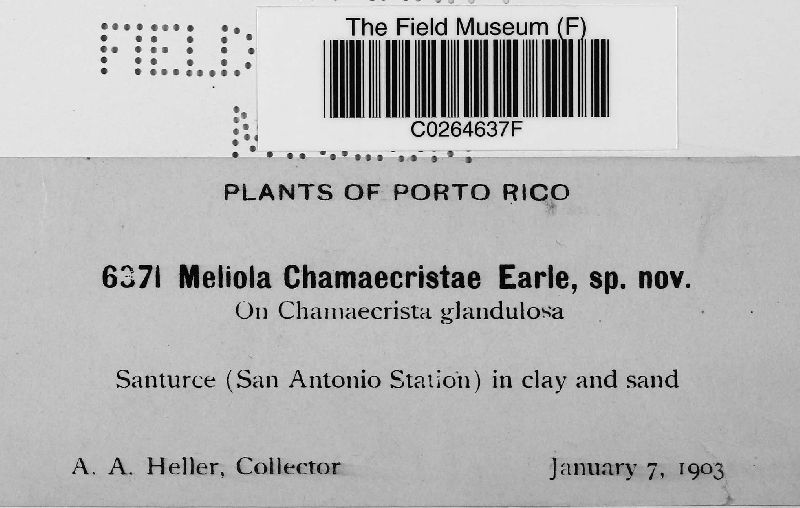 The Field Museum (F)
FIELD
C0264637F
PLANTS OF PORTO RICO
6371 Meliola Chamaecristae Earle, sp. nov.
On Chamaecrista glandulosa
Santurce (San Antonio Station) in clay and sand
A. A. Heller, Collector January 7, 1903